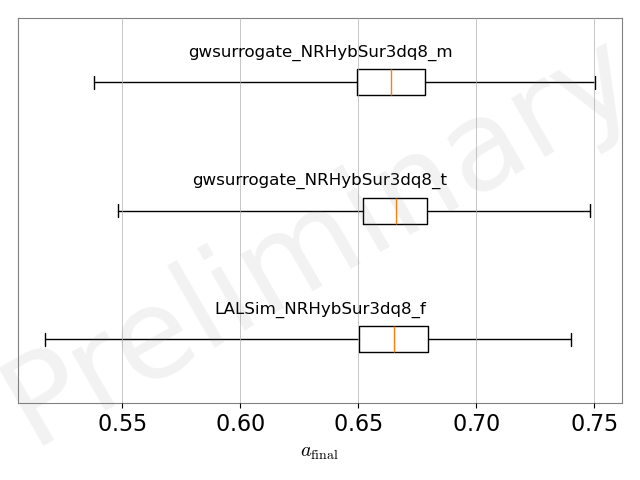 gwsurrogate_NRHybSur3dq8_m
gwsurrogate_NRHybSur3dq8_t
LALSim_NRHybSur3dq8_f
Preliminary
0.55 0.60 0.65 0.70 0.75
a_final